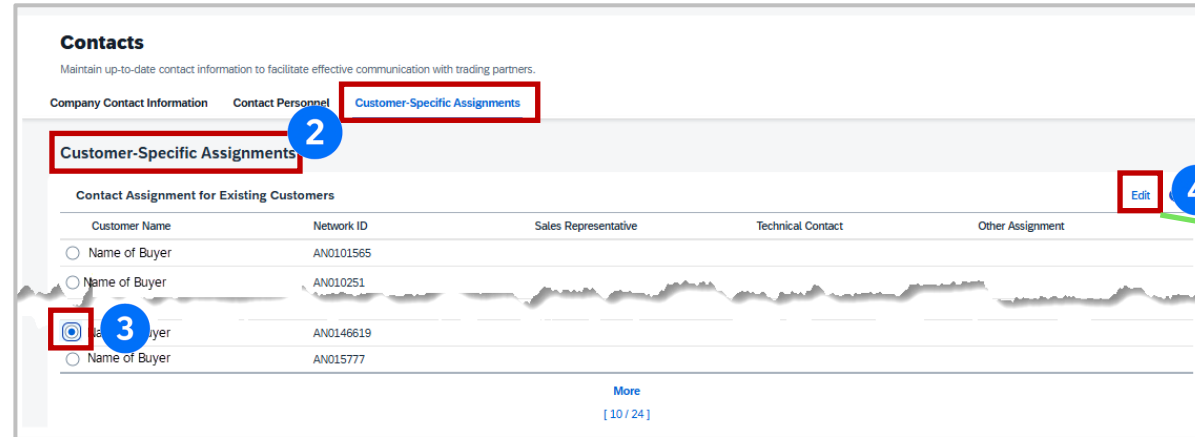 Contacts
Maintain up-to-date contact information to facilitate effective communication with trading partners.
Company Contact Information Contact Personnel Customer-Specific Assignments
2
Customer-Specific Assignments
Contact Assignment for Existing Customers Edit 4
Customer Name Network ID Sales Representative Technical Contact Other Assignment
Name of Buyer AN0101565
Name of Buyer AN010251
3 AN0146619
Name of Buyer AN015777
More
[ 10 / 24 ]